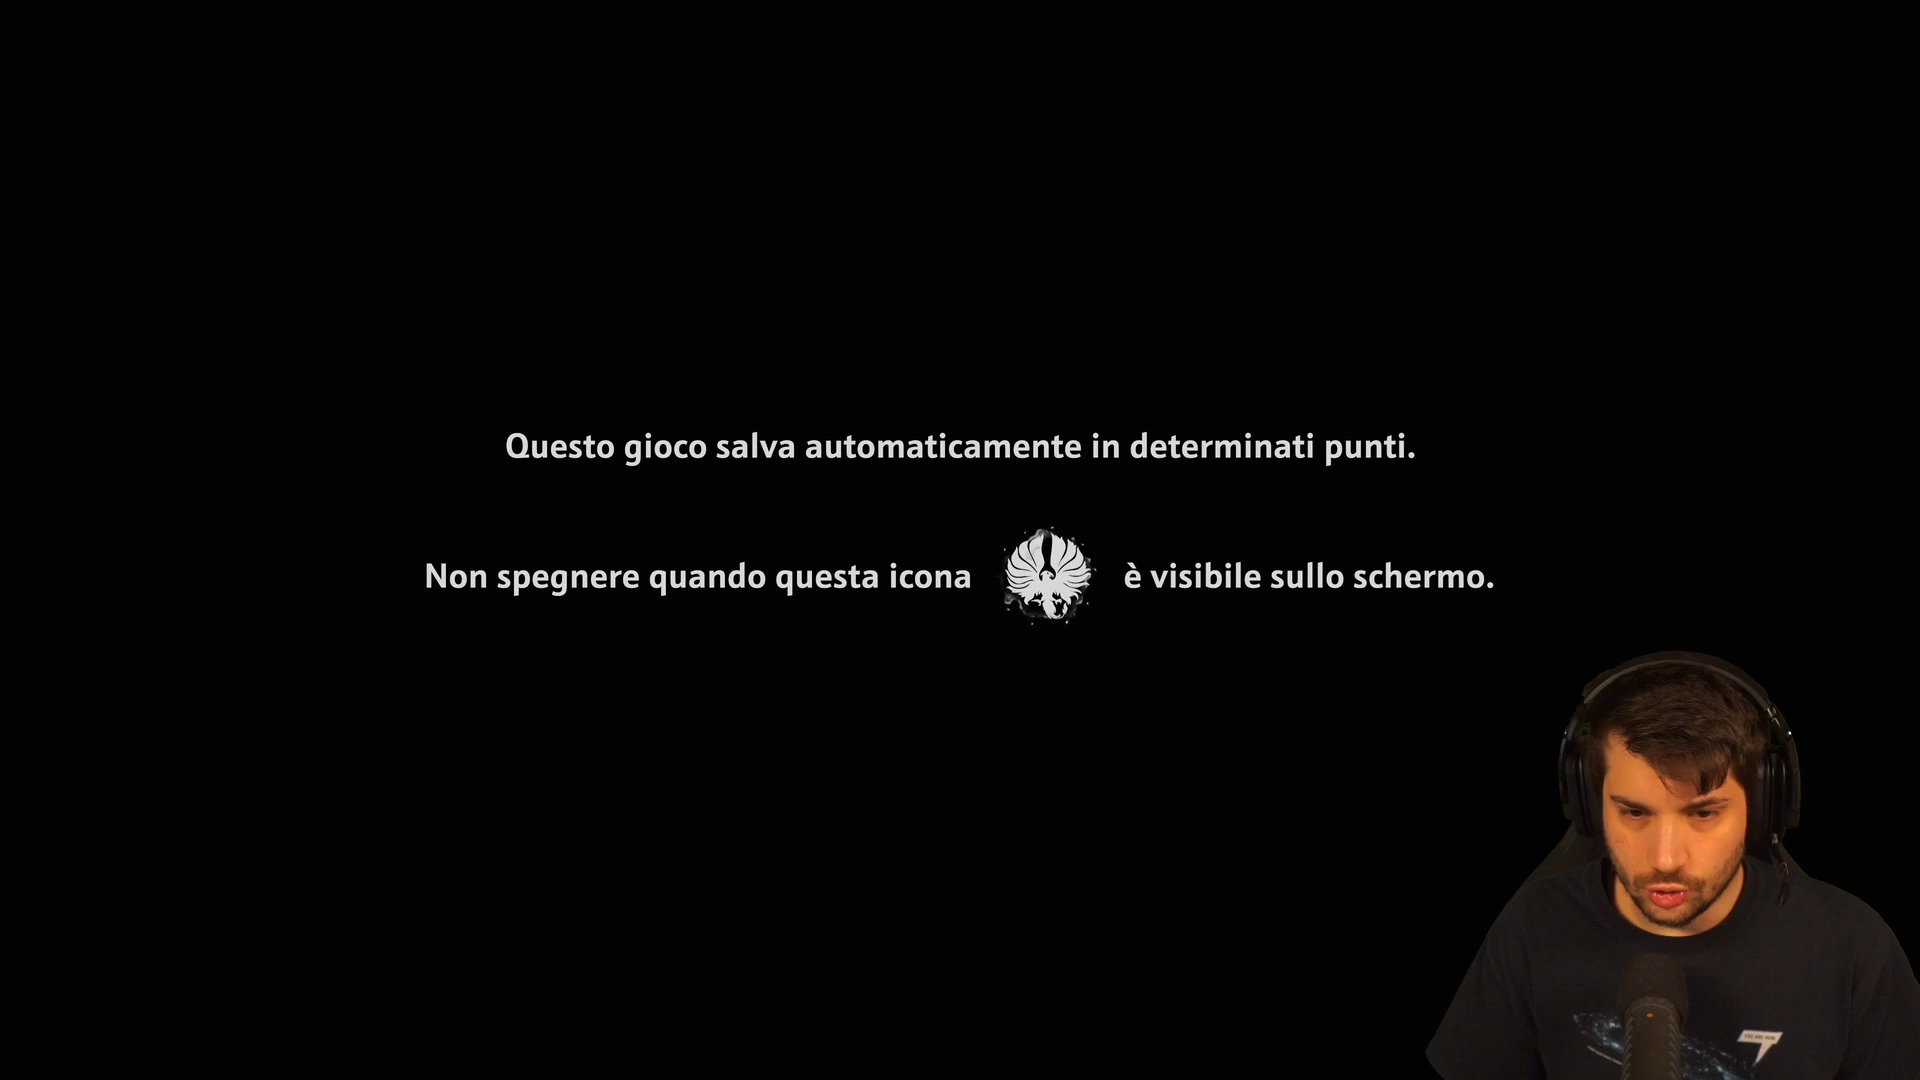 Questo gioco salva automaticamente in determinati punti.
Non spegnere quando questa icona è visibile sullo schermo.